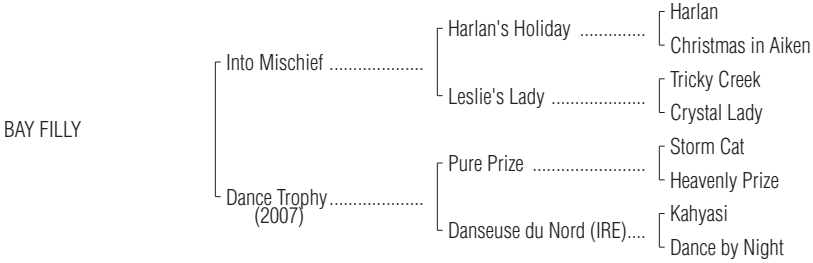 Harlan
Harlan's Holiday ..............
Christmas in Aiken
Into Mischief ....................
Tricky Creek
Leslie's Lady ....................
Crystal Lady
BAY FILLY
Storm Cat
Pure Prize ........................
Heavenly Prize
Dance Trophy....................
(2007)
Kahyasi
Danseuse du Nord (IRE)....
Dance by Night